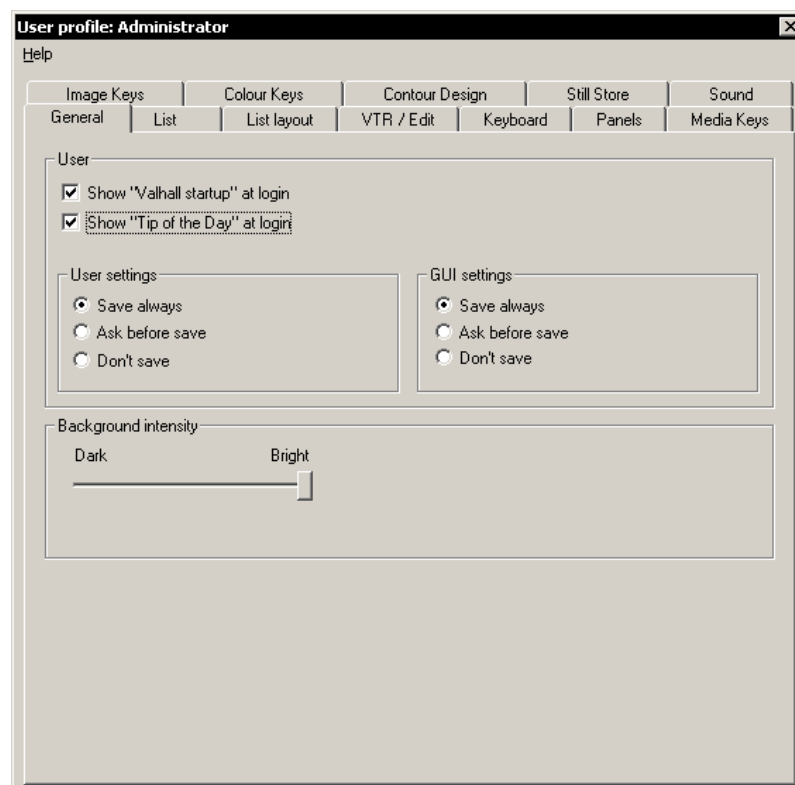 User profile: Administrator
Help
Image Keys Colour Keys Contour Design Still Store Sound
General List List layout VTR / Edit Keyboard Panels Media Keys
User
Show "Valhall startup" at login
Show "Tip of the Day" at login
User settings
Save always
Ask before save
Don't save
GUI settings
Save always
Ask before save
Don't save
Background intensity
Dark Bright